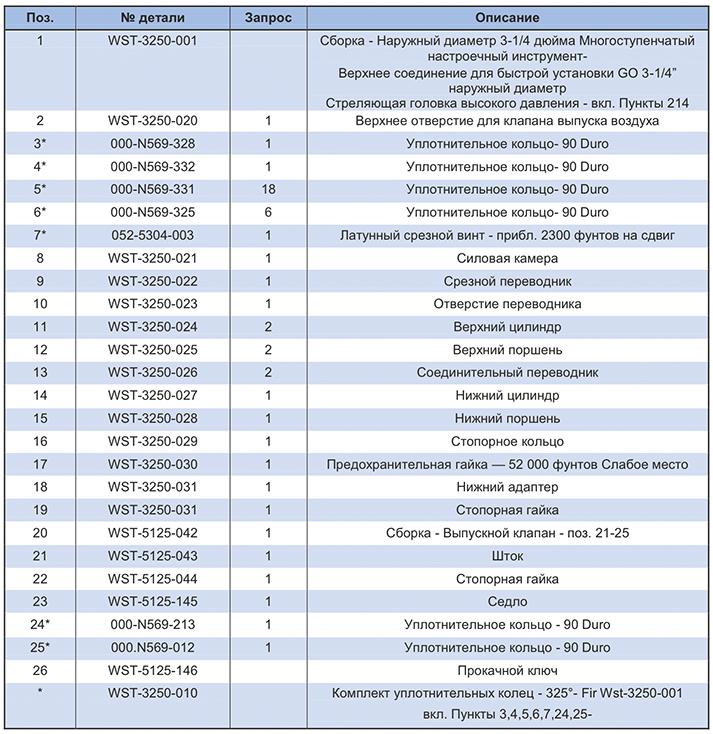 Поз. № детали Запрос Описание
1 WST-3250-001 Сборка - Наружный диаметр 3-1/4 дюйма Многоступенчатый
настроечный инструмент-
Верхнее соединение для быстрой установки GO 3-1/4”
наружный диаметр
Стреляющая головка высокого давления - вкл. Пункты 214
2 WST-3250-020 1 Верхнее отверстие для клапана выпуска воздуха
3* 000-N569-328 1 Уплотнительное кольцо- 90 Duro
4* 000-N569-332 1 Уплотнительное кольцо- 90 Duro
5* 000-N569-331 18 Уплотнительное кольцо- 90 Duro
6* 000-N569-325 6 Уплотнительное кольцо- 90 Duro
7* 052-5304-003 1 Латунный срезной винт - прибл. 2300 фунтов на сдвиг
8 WST-3250-021 1 Силовая камера
9 WST-3250-022 1 Срезной переводник
10 WST-3250-023 1 Отверстие переводника
11 WST-3250-024 2 Верхний цилиндр
12 WST-3250-025 2 Верхний поршень
13 WST-3250-026 2 Соединительный переводник
14 WST-3250-027 1 Нижний цилиндр
15 WST-3250-028 1 Нижний поршень
16 WST-3250-029 1 Стопорное кольцо
17 WST-3250-030 1 Предохранительная гайка — 52 000 фунтов Слабое место
18 WST-3250-031 1 Нижний адаптер
19 WST-3250-031 1 Стопорная гайка
20 WST-5125-042 1 Сборка - Выпускной клапан - поз. 21-25
21 WST-5125-043 1 Шток
22 WST-5125-044 1 Стопорная гайка
23 WST-5125-145 1 Седло
24* 000-N569-213 1 Уплотнительное кольцо - 90 Duro
25* 000.N569-012 1 Уплотнительное кольцо - 90 Duro
26 WST-5125-146 Прокачной ключ
* WST-3250-010 Комплект уплотнительных колец - 325°- Fir Wst-3250-001
вкл. Пункты 3,4,5,6,7,24,25-